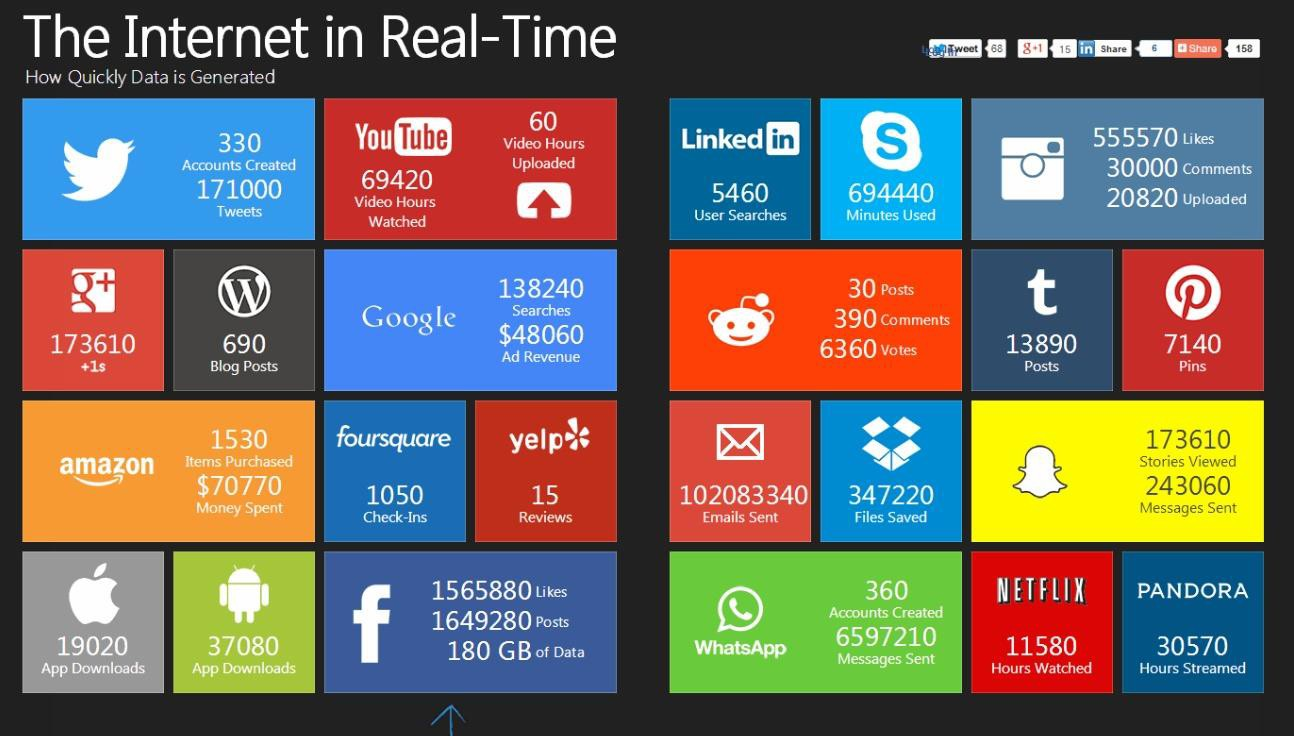 The Internet in Real-Time
How Quickly Data is Generated
Tweet 68 g+1 15 in Share 6 Share 158
330
Accounts Created
171000
Tweets
YouTube
69420
Video Hours
Watched
60
Video Hours
Uploaded
Linked in
5460
User Searches
S
694440
Minutes Used
555570 Likes
30000 Comments
20820 Uploaded
g+
173610
+1s
W
690
Blog Posts
Google
138240
Searches
$48060
Ad Revenue
30 Posts
390 Comments
6360 Votes
t
13890
Posts
P
7140
Pins
amazon
1530
Items Purchased
$70770
Money Spent
foursquare
1050
Check-Ins
yelp
15
Reviews
102083340
Emails Sent
347220
Files Saved
173610
Stories Viewed
243060
Messages Sent
19020
App Downloads
37080
App Downloads
f
1565880 Likes
1649280 Posts
180 GB of Data
WhatsApp
360
Accounts Created
6597210
Messages Sent
NETFLIX
11580
Hours Watched
PANDORA
30570
Hours Streamed